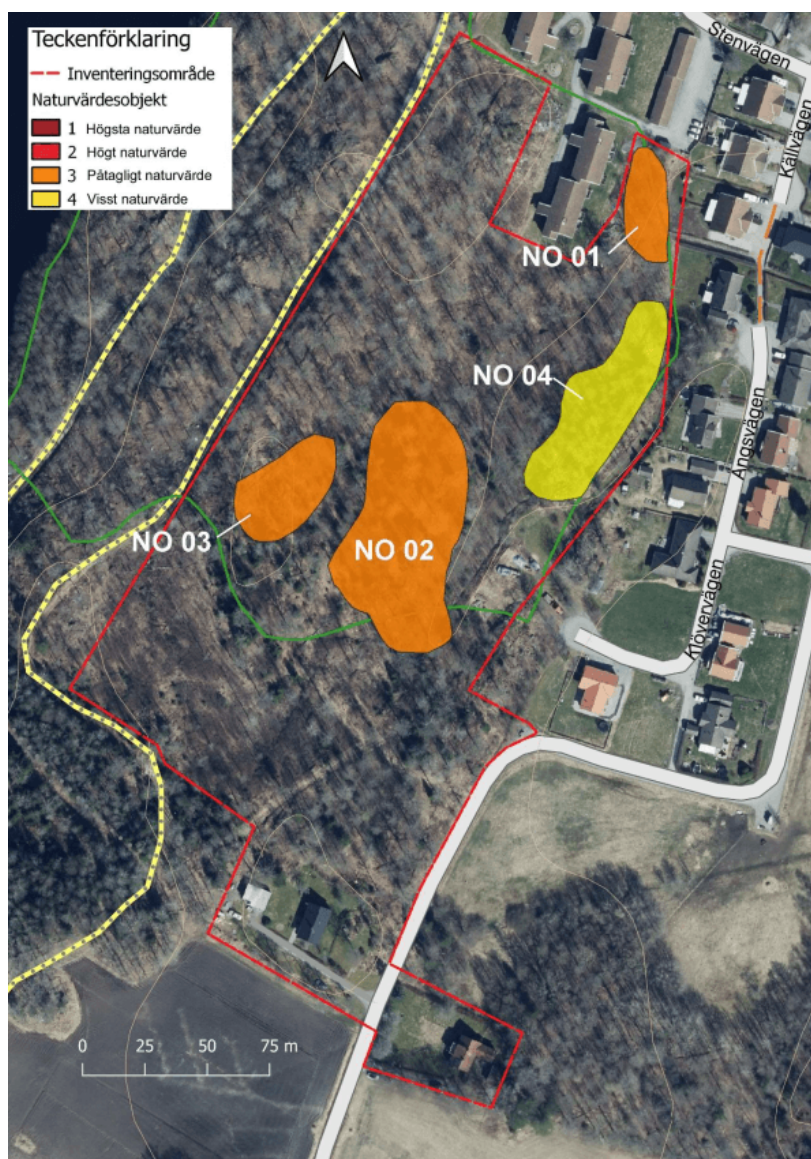 Teckenförklaring
Inventeringsområde
Naturvärdesobjekt
1 Högsta naturvärde
2 Högt naturvärde
3 Påtagligt naturvärde
4 Visst naturvärde
Stenvägen
Källvägen
NO 01
NO 04
Ängsvägen
NO 03
NO 02
Klövervägen
0 25 50 75 m